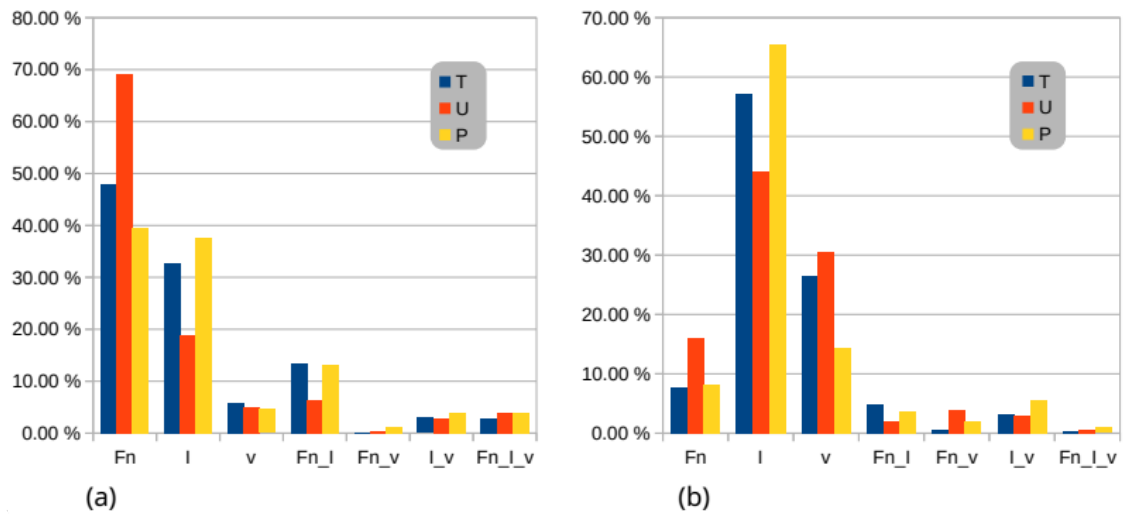 80.00 %
70.00 %
60.00 %
50.00 %
40.00 %
30.00 %
20.00 %
10.00 %
0.00 %
T
U
P
Fn I v Fn_I Fn_v I_v Fn_I_v
(a)
70.00 %
60.00 %
50.00 %
40.00 %
30.00 %
20.00 %
10.00 %
0.00 %
T
U
P
Fn I v Fn_I Fn_v I_v Fn_I_v
(b)